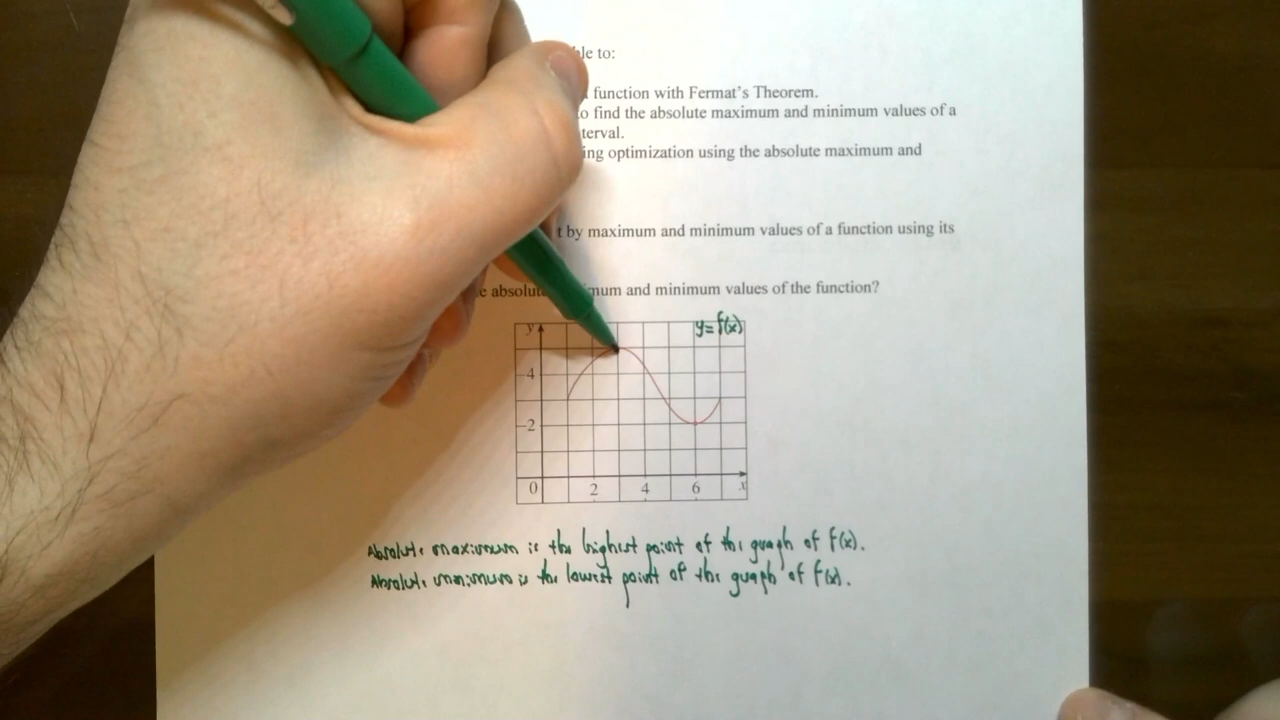 le to:
function with Fermat's Theorem.
to find the absolute maximum and minimum values of a
terval.
ing optimization using the absolute maximum and
t by maximum and minimum values of a function using its
e absolut mum and minimum values of the function?
y y=f(x)
4
2
0 2 4 6 x
Absolute maximum is the highest point of the graph of f(x).
Absolute minimum is the lowest point of the graph of f(x).